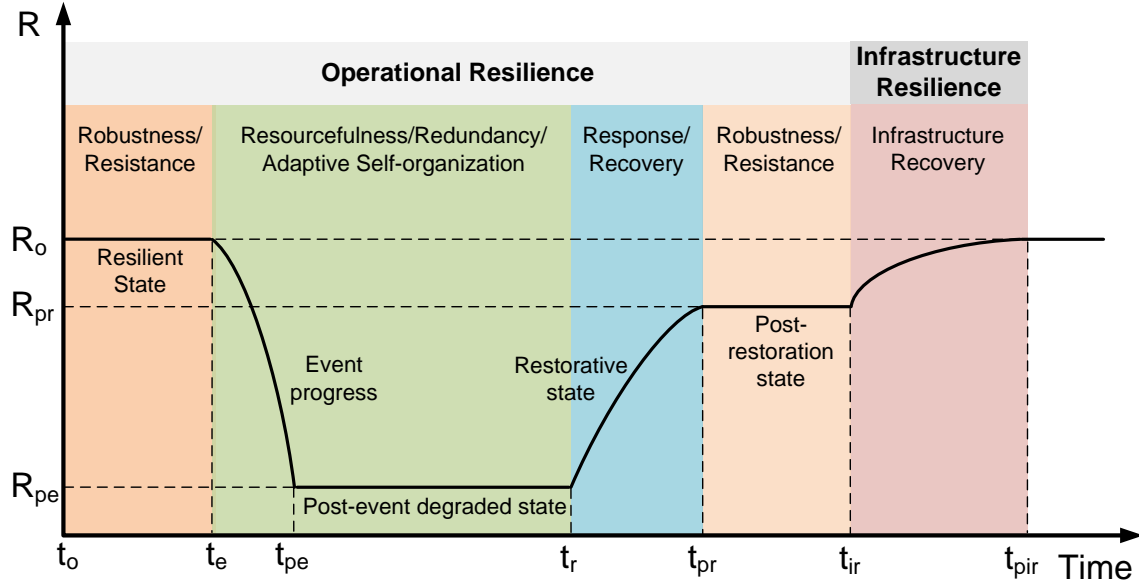 R
Operational Resilience
Infrastructure
Resilience
Robustness/
Resistance
Resourcefulness/Redundancy/
Adaptive Self-organization
Response/
Recovery
Robustness/
Resistance
Infrastructure
Recovery
Ro
Resilient
State
Rpr
Event
progress
Restorative
state
Post-
restoration
state
Rpe
Post-event degraded state
to
te
tpe
tr
tpr
tir
tpir
Time